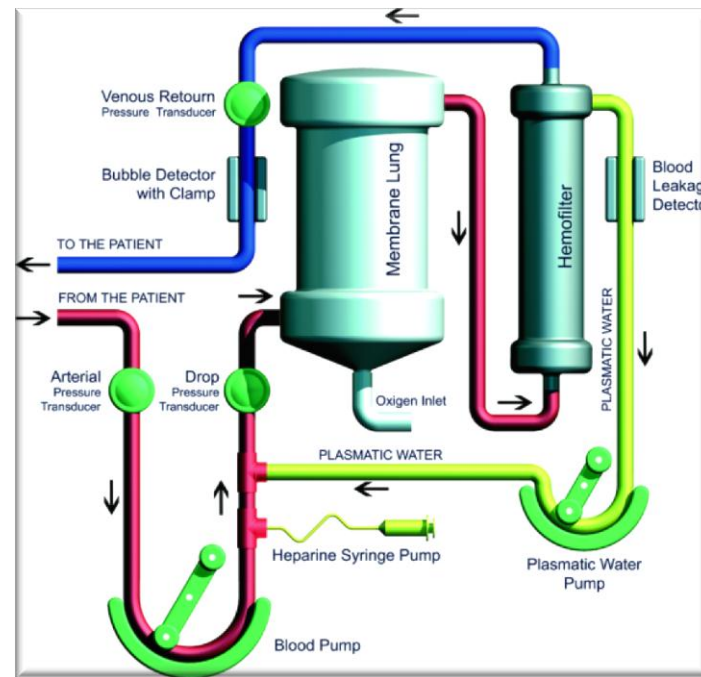 Venous Retourn
Pressure Transducer
Bubble Detector
with Clamp
TO THE PATIENT
FROM THE PATIENT
Arterial
Pressure
Transducer
Drop
Pressure
Transducer
Membrane Lung
Oxigen Inlet
Hemofilter
Blood
Leakage
Detector
PLASMATIC WATER
PLASMATIC WATER
Heparine Syringe Pump
Plasmatic Water
Pump
Blood Pump